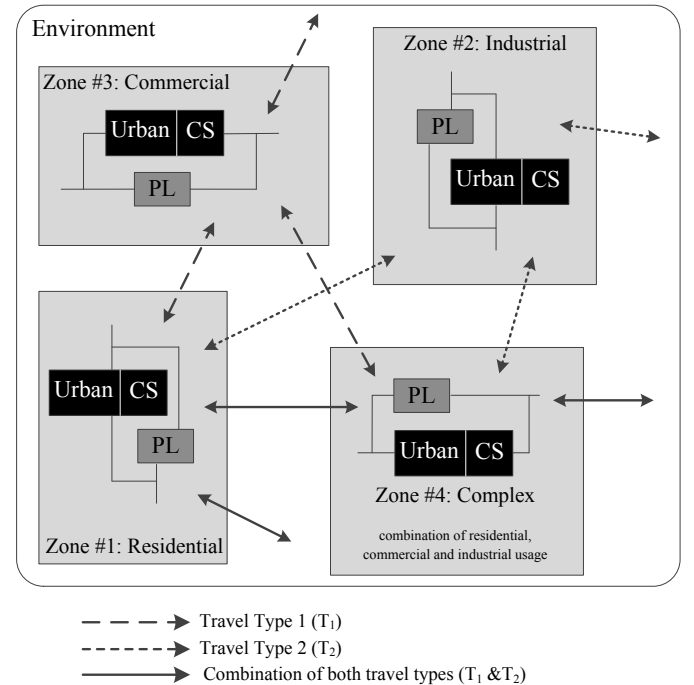 Environment
Zone #3: Commercial
Urban CS
PL
Zone #2: Industrial
PL
Urban CS
Urban CS
PL
Zone #1: Residential
PL
Urban CS
Zone #4: Complex
combination of residential,
commercial and industrial usage
Travel Type 1 (T₁)
Travel Type 2 (T₂)
Combination of both travel types (T₁ &T₂)